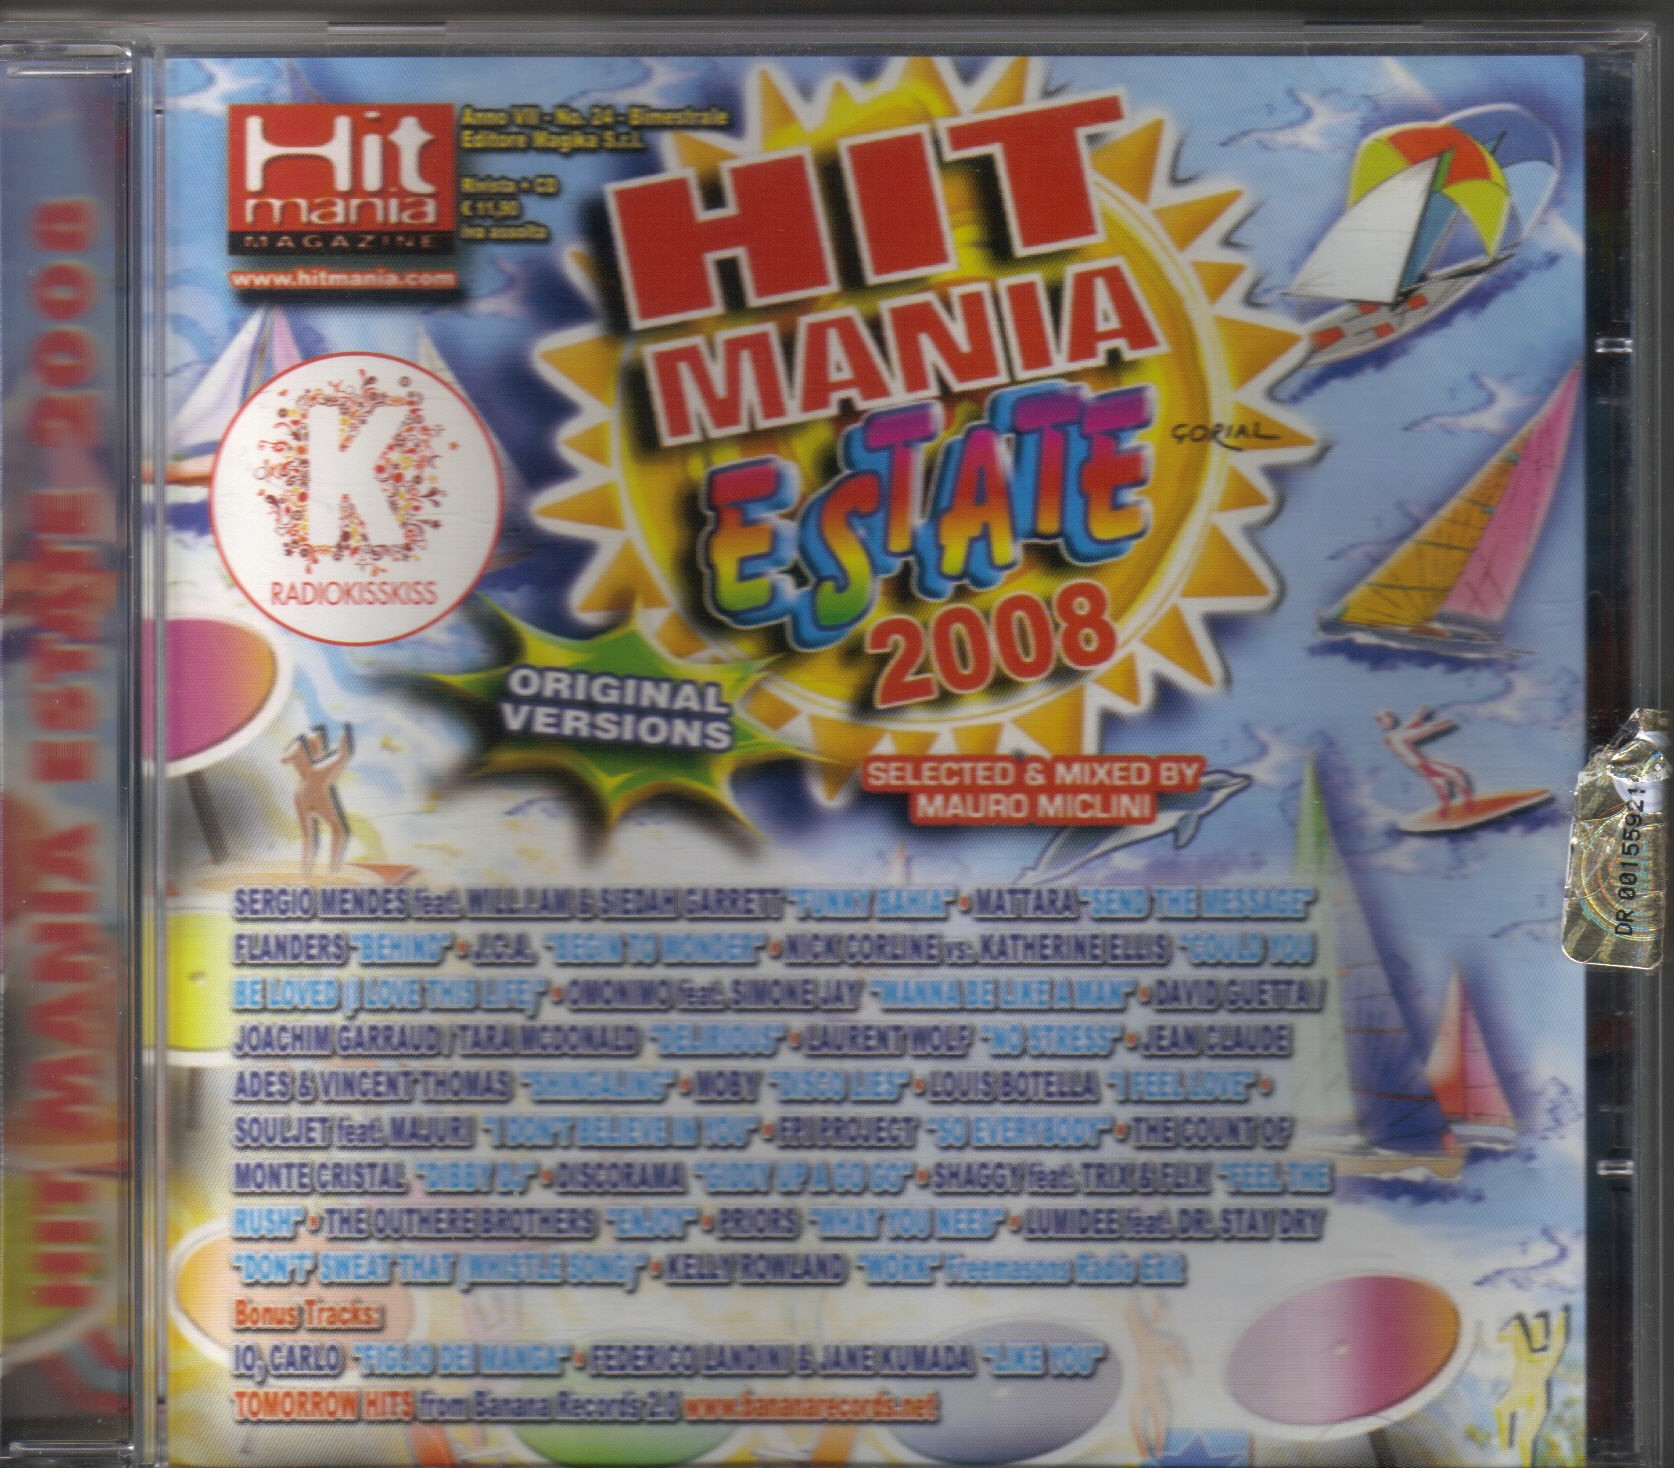 HIT MANIA ESTATE 2008
Hit
mania
MAGAZINE
www.hitmania.com
Anno VII - No. 24 - Bimestrale
Editore Magika S.r.l.
Rivista + CD
€ 11,90
iva assolta
HIT
MANIA
ESTATE
2008
GORIAL
K
RADIOKISSKISS
ORIGINAL
VERSIONS
SELECTED & MIXED BY
MAURO MICLINI
DR 00155921
SERGIO MENDES feat. WILL.I.AM & SIEDAH GARRETT "FUNKY BAHIA" • MATTARA "SEND THE MESSAGE"
FLANDERS "BEHIND" • J.C.A. "BEGIN TO WONDER" • NICK CORLINE vs. KATHERINE ELLIS "COULD YOU
BE LOVED (I LOVE THIS LIFE)" • OMONIMO feat. SIMONE JAY "WANNA BE LIKE A MAN" • DAVID GUETTA /
JOACHIM GARRAUD / TARA MCDONALD "DELIRIOUS" • LAURENT WOLF "NO STRESS" • JEAN CLAUDE
ADES & VINCENT THOMAS "SHINGALING" • MOBY "DISCO LIES" • LOUIS BOTELLA "I FEEL LOVE" •
SOULJET feat. MAJURI "I DON'T BELIEVE IN YOU" • EPIIPROJECT "SO EVERYBODY" • THE COUNT OF
MONTE CRISTAL "DIBBY DJ" • DISCORAMA "GIDDY UP A GO GO" • SHAGGY feat. TRIX & FLIX "FEEL THE
RUSH" • THE OUTHERE BROTHERS "ENJOY" • PRIORS "WHAT YOU NEED" • LUMIDEE feat. DR. STAY DRY
"DON'T SWEAT THAT (WHISTLE SONG)" • KELLY ROWLAND "WORK" Freemasons Radio Edit
Bonus Tracks:
IO, CARLO "FIGLIO DEI MANGA" • FEDERICO LANDINI & JANE KUMADA "LIKE YOU"
TOMORROW HITS from Banana Records 2.0 www.bananarecords.net